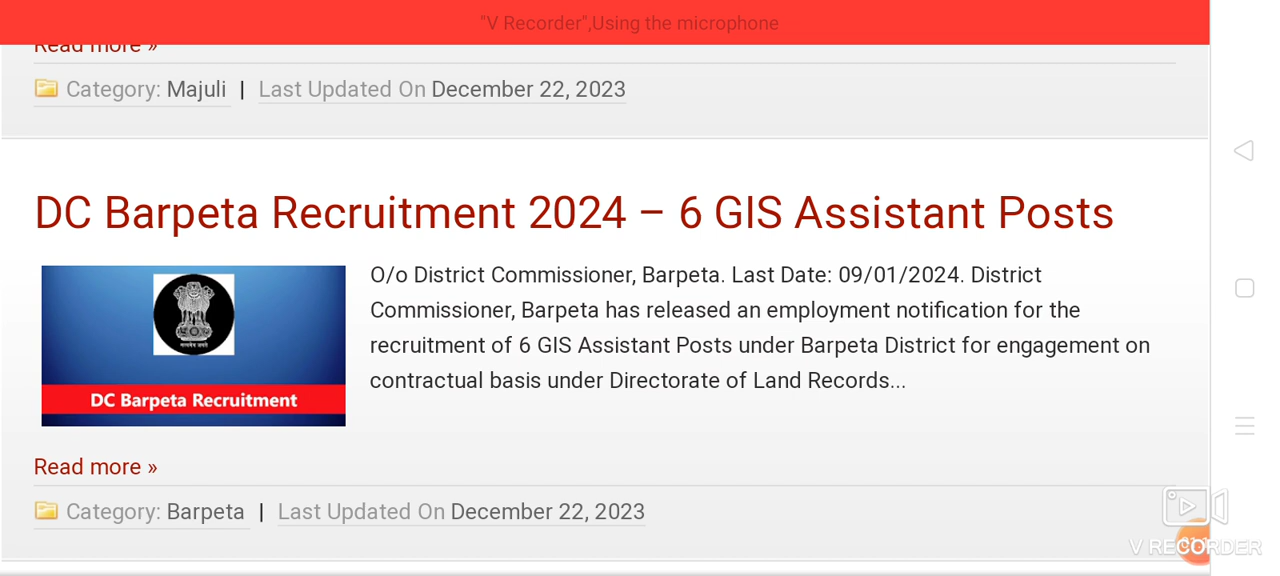 "V Recorder",Using the microphone
Read more »
Category: Majuli | Last Updated On December 22, 2023
DC Barpeta Recruitment 2024 – 6 GIS Assistant Posts
O/o District Commissioner, Barpeta. Last Date: 09/01/2024. District
Commissioner, Barpeta has released an employment notification for the
recruitment of 6 GIS Assistant Posts under Barpeta District for engagement on
contractual basis under Directorate of Land Records...
सत्यमेव जयते
DC Barpeta Recruitment
Read more »
Category: Barpeta | Last Updated On December 22, 2023
V RECORDER